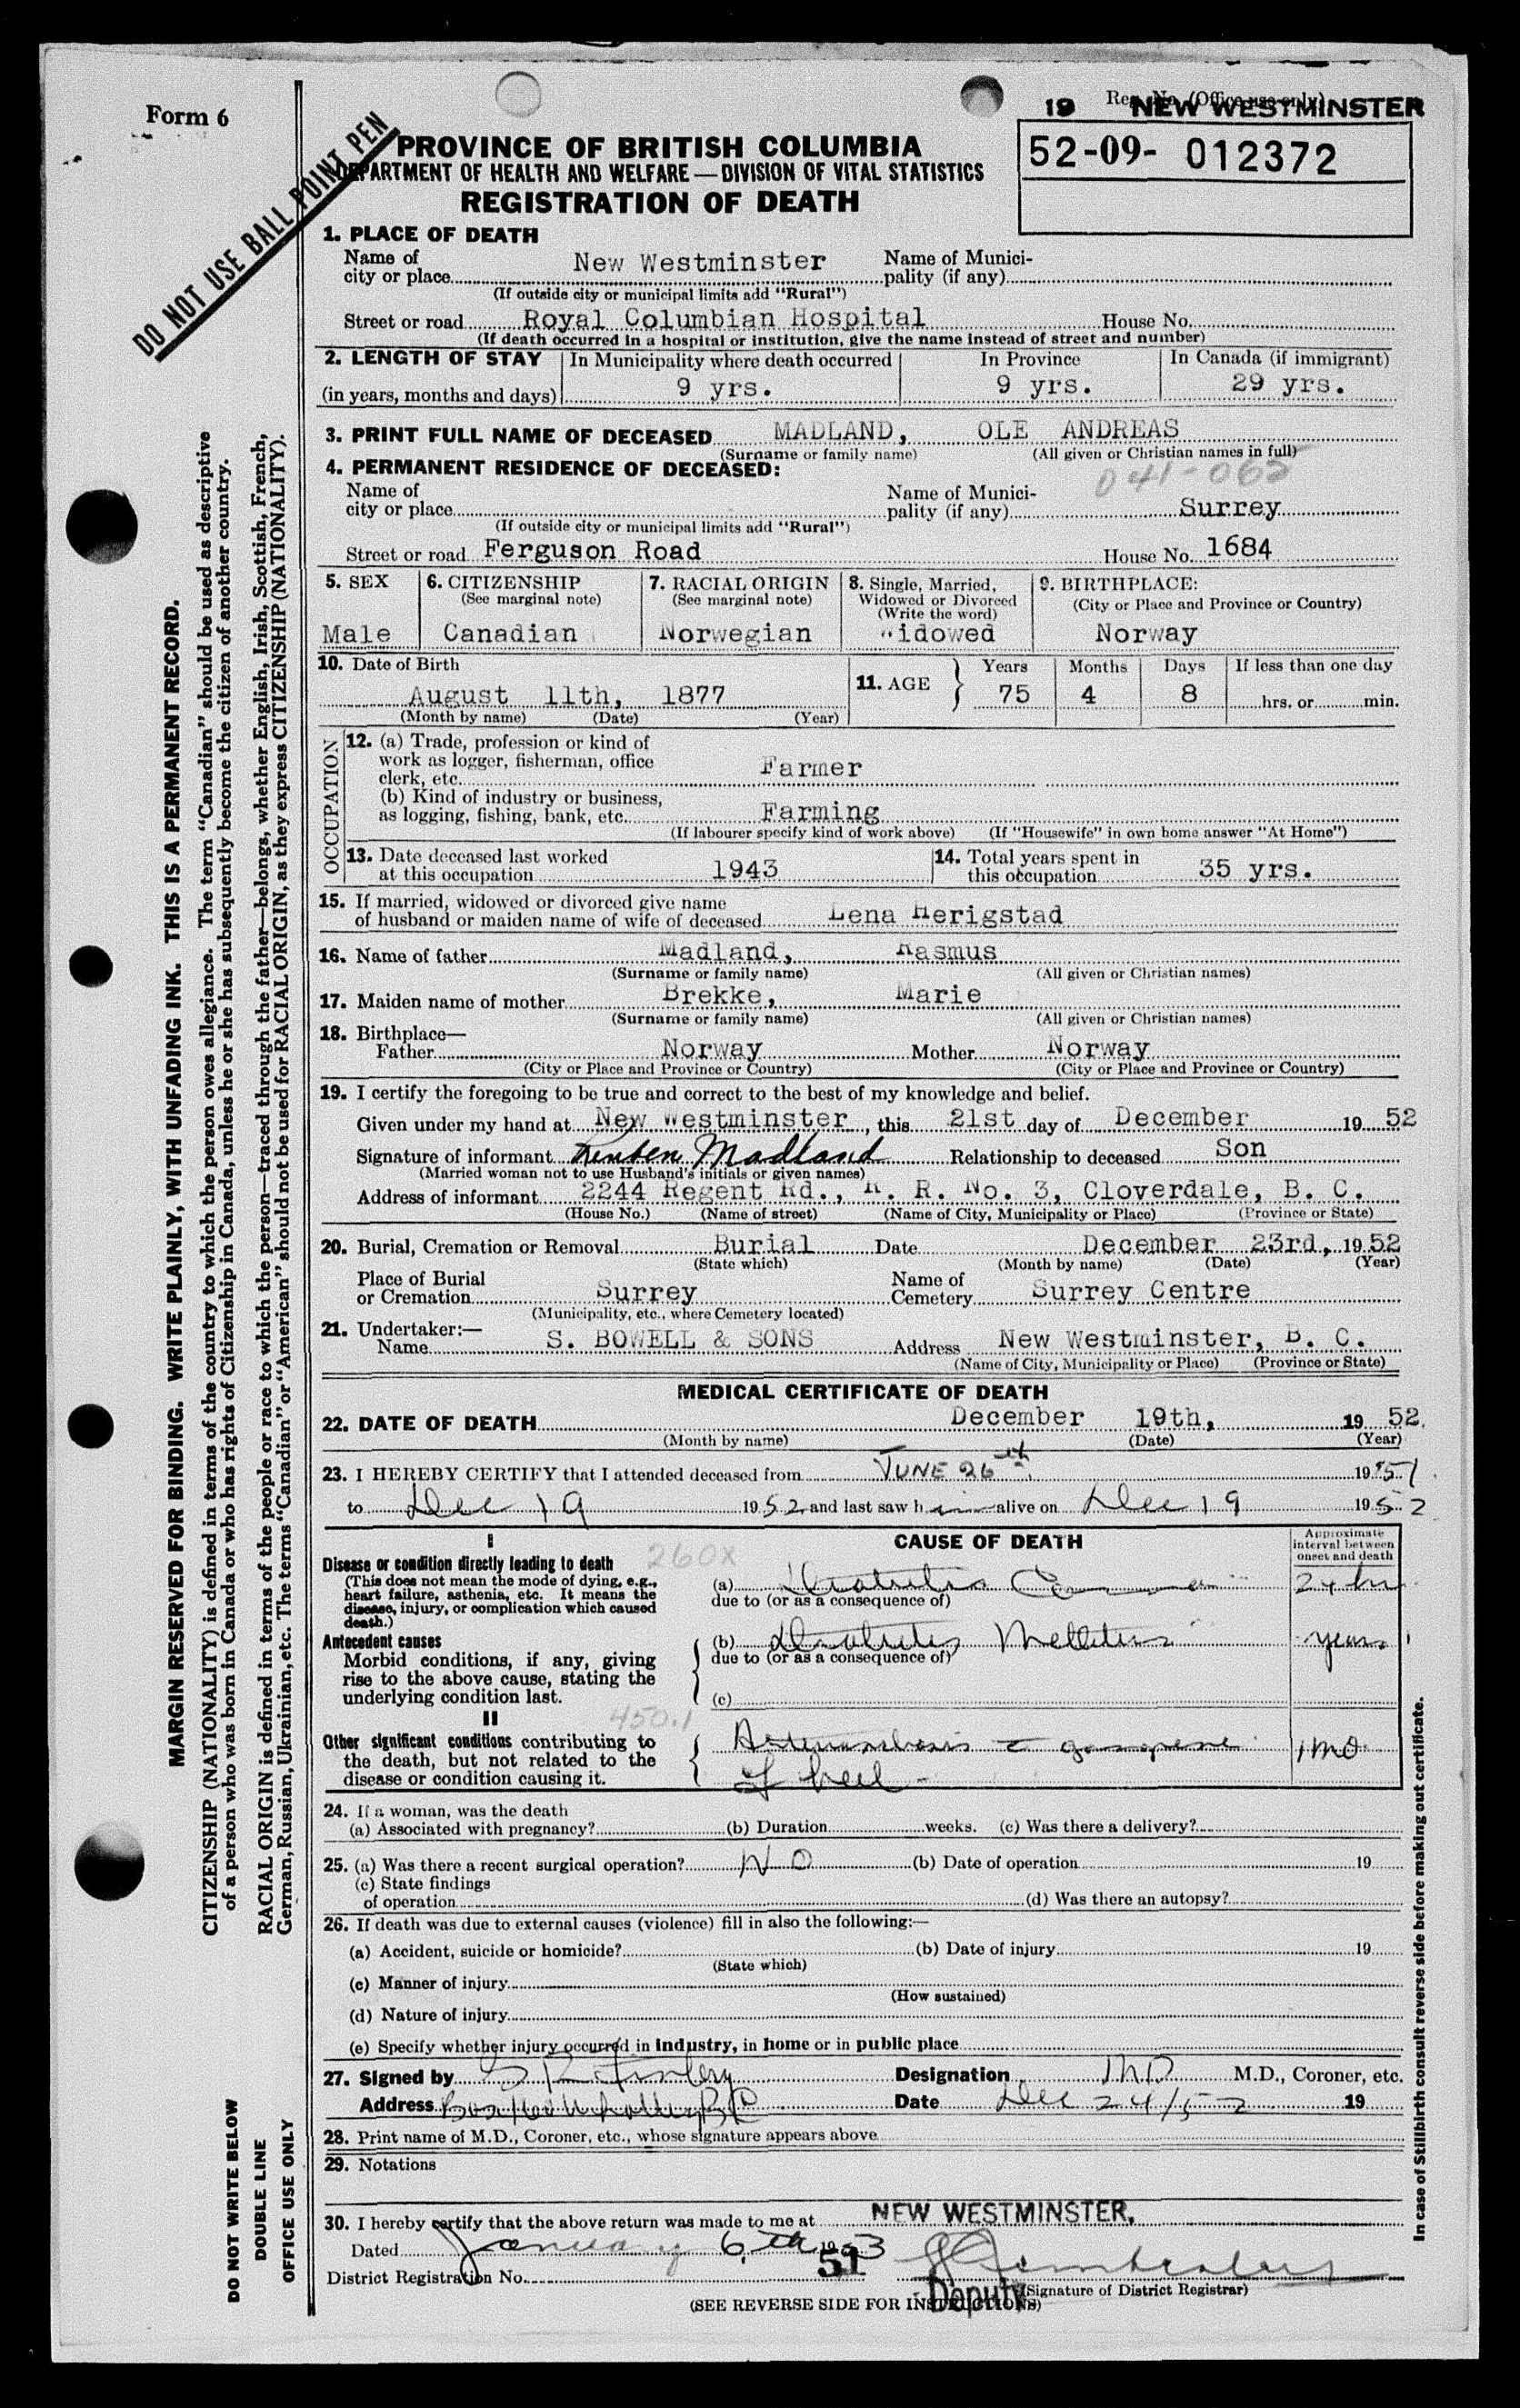 Form 6
DO NOT USE BALL POINT PEN
19 Reg. No. (Office use only)
NEW WESTMINSTER
52-09- 012372
PROVINCE OF BRITISH COLUMBIA
DEPARTMENT OF HEALTH AND WELFARE — DIVISION OF VITAL STATISTICS
REGISTRATION OF DEATH
1. PLACE OF DEATH
Name of city or place New Westminster Name of Municipality (if any)
(If outside city or municipal limits add "Rural")
Street or road Royal Columbian Hospital House No.
(If death occurred in a hospital or institution, give the name instead of street and number)
2. LENGTH OF STAY In Municipality where death occurred In Province In Canada (if immigrant)
(in years, months and days) 9 yrs. 9 yrs. 29 yrs.
3. PRINT FULL NAME OF DECEASED MADLAND, OLE ANDREAS
(Surname or family name) (All given or Christian names in full)
4. PERMANENT RESIDENCE OF DECEASED: 041-065
Name of city or place Name of Municipality (if any) Surrey
(If outside city or municipal limits add "Rural")
Street or road Ferguson Road House No. 1684
5. SEX 6. CITIZENSHIP 7. RACIAL ORIGIN 8. Single, Married, Widowed or Divorced 9. BIRTHPLACE:
(See marginal note) (See marginal note) (Write the word) (City or Place and Province or Country)
Male Canadian Norwegian Widowed Norway
10. Date of Birth 11. AGE Years Months Days If less than one day
August 11th, 1877 75 4 8 hrs. or min.
(Month by name) (Date) (Year)
OCCUPATION
12. (a) Trade, profession or kind of work as logger, fisherman, office clerk, etc. Farmer
(b) Kind of industry or business, as logging, fishing, bank, etc. Farming
(If labourer specify kind of work above) (If "Housewife" in own home answer "At Home")
13. Date deceased last worked at this occupation 1943 14. Total years spent in this occupation 35 yrs.
15. If married, widowed or divorced give name of husband or maiden name of wife of deceased Lena Herigstad
16. Name of father Madland, Rasmus
(Surname or family name) (All given or Christian names)
17. Maiden name of mother Brekke, Marie
(Surname or family name) (All given or Christian names)
18. Birthplace—
Father Norway Mother Norway
(City or Place and Province or Country) (City or Place and Province or Country)
19. I certify the foregoing to be true and correct to the best of my knowledge and belief.
Given under my hand at New Westminster, this 21st day of December 19 52
Signature of informant Reuben Madland Relationship to deceased Son
(Married woman not to use Husband's initials or given names)
Address of informant 2244 Regent Rd., R. R. No. 3, Cloverdale, B. C.
(House No.) (Name of street) (Name of City, Municipality or Place) (Province or State)
20. Burial, Cremation or Removal Burial Date December 23rd, 19 52
(State which) (Month by name) (Date) (Year)
Place of Burial or Cremation Surrey Name of Cemetery Surrey Centre
(Municipality, etc., where Cemetery located)
21. Undertaker:—
Name S. BOWELL & SONS Address New Westminster, B. C.
(Name of City, Municipality or Place) (Province or State)
MEDICAL CERTIFICATE OF DEATH
22. DATE OF DEATH December 19th, 19 52.
(Month by name) (Date) (Year)
23. I HEREBY CERTIFY that I attended deceased from JUNE 26th 19 51
to Dec 19 19 52 and last saw him alive on Dec 19 19 52
I CAUSE OF DEATH Approximate interval between onset and death
Disease or condition directly leading to death 260X
(This does not mean the mode of dying, e.g., heart failure, asthenia, etc. It means the disease, injury, or complication which caused death.)
(a) Diabetic Coma 24 hr
due to (or as a consequence of)
Antecedent causes
Morbid conditions, if any, giving rise to the above cause, stating the underlying condition last.
(b) Diabetes Mellitus years
due to (or as a consequence of)
(c)
II 450.1
Other significant conditions contributing to the death, but not related to the disease or condition causing it.
Arteriosclerosis c gangrene 1 mo
of heel
24. If a woman, was the death
(a) Associated with pregnancy? (b) Duration weeks. (c) Was there a delivery?
25. (a) Was there a recent surgical operation? NO (b) Date of operation 19
(c) State findings of operation (d) Was there an autopsy?
26. If death was due to external causes (violence) fill in also the following:—
(a) Accident, suicide or homicide? (b) Date of injury 19
(State which)
(c) Manner of injury
(How sustained)
(d) Nature of injury
(e) Specify whether injury occurred in industry, in home or in public place
27. Signed by Designation MD M.D., Coroner, etc.
Address Box B C Date Dec 24/52 19
28. Print name of M.D., Coroner, etc., whose signature appears above
29. Notations
30. I hereby certify that the above return was made to me at NEW WESTMINSTER,
Dated January 6th 1953
District Registration No. 51 Deputy (Signature of District Registrar)
(SEE REVERSE SIDE FOR INSTRUCTIONS)
MARGIN RESERVED FOR BINDING. WRITE PLAINLY, WITH UNFADING INK. THIS IS A PERMANENT RECORD.
CITIZENSHIP (NATIONALITY) is defined in terms of the country to which the person owes allegiance. The term "Canadian" should be used as descriptive
of a person who was born in Canada or who has rights of Citizenship in Canada, unless he or she has subsequently become the citizen of another country.
RACIAL ORIGIN is defined in terms of the people or race to which the person—traced through the father—belongs, whether English, Irish, Scottish, French,
German, Russian, Ukrainian, etc. The terms "Canadian" or "American" should not be used for RACIAL ORIGIN, as they express CITIZENSHIP (NATIONALITY).
DO NOT WRITE BELOW
DOUBLE LINE
OFFICE USE ONLY
In case of Stillbirth consult reverse side before making out certificate.